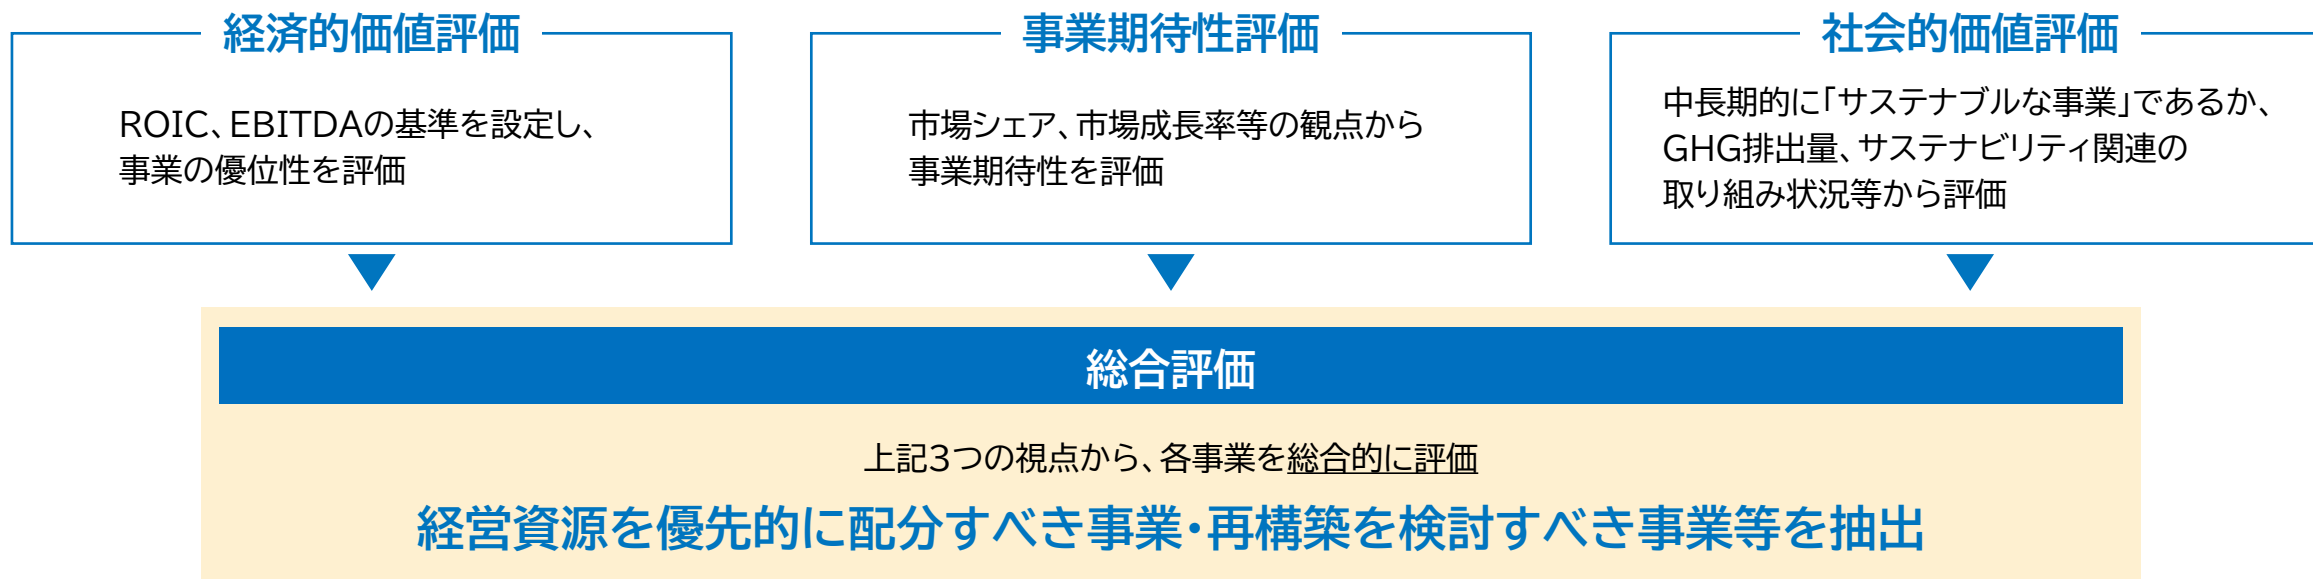 経済的価値評価
ROIC、EBITDAの基準を設定し、
事業の優位性を評価
事業期待性評価
市場シェア、市場成長率等の観点から
事業期待性を評価
社会的価値評価
中長期的に「サステナブルな事業」であるか、
GHG排出量、サステナビリティ関連の
取り組み状況等から評価
総合評価
上記3つの視点から、各事業を総合的に評価
経営資源を優先的に配分すべき事業・再構築を検討すべき事業等を抽出